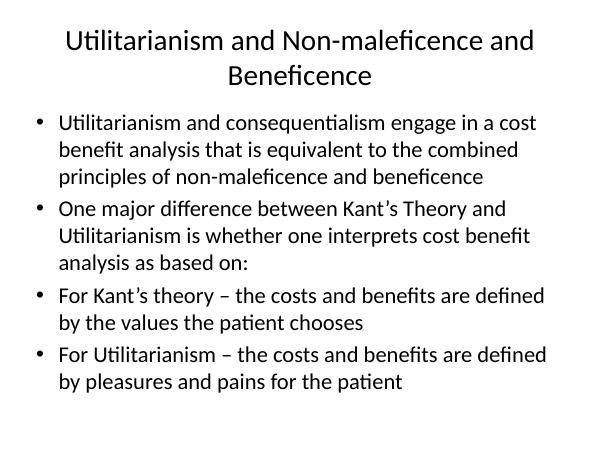 Utilitarianism and Non-maleficence and
Beneficence
• Utilitarianism and consequentialism engage in a cost
benefit analysis that is equivalent to the combined
principles of non-maleficence and beneficence
• One major difference between Kant’s Theory and
Utilitarianism is whether one interprets cost benefit
analysis as based on:
• For Kant’s theory – the costs and benefits are defined
by the values the patient chooses
• For Utilitarianism – the costs and benefits are defined
by pleasures and pains for the patient